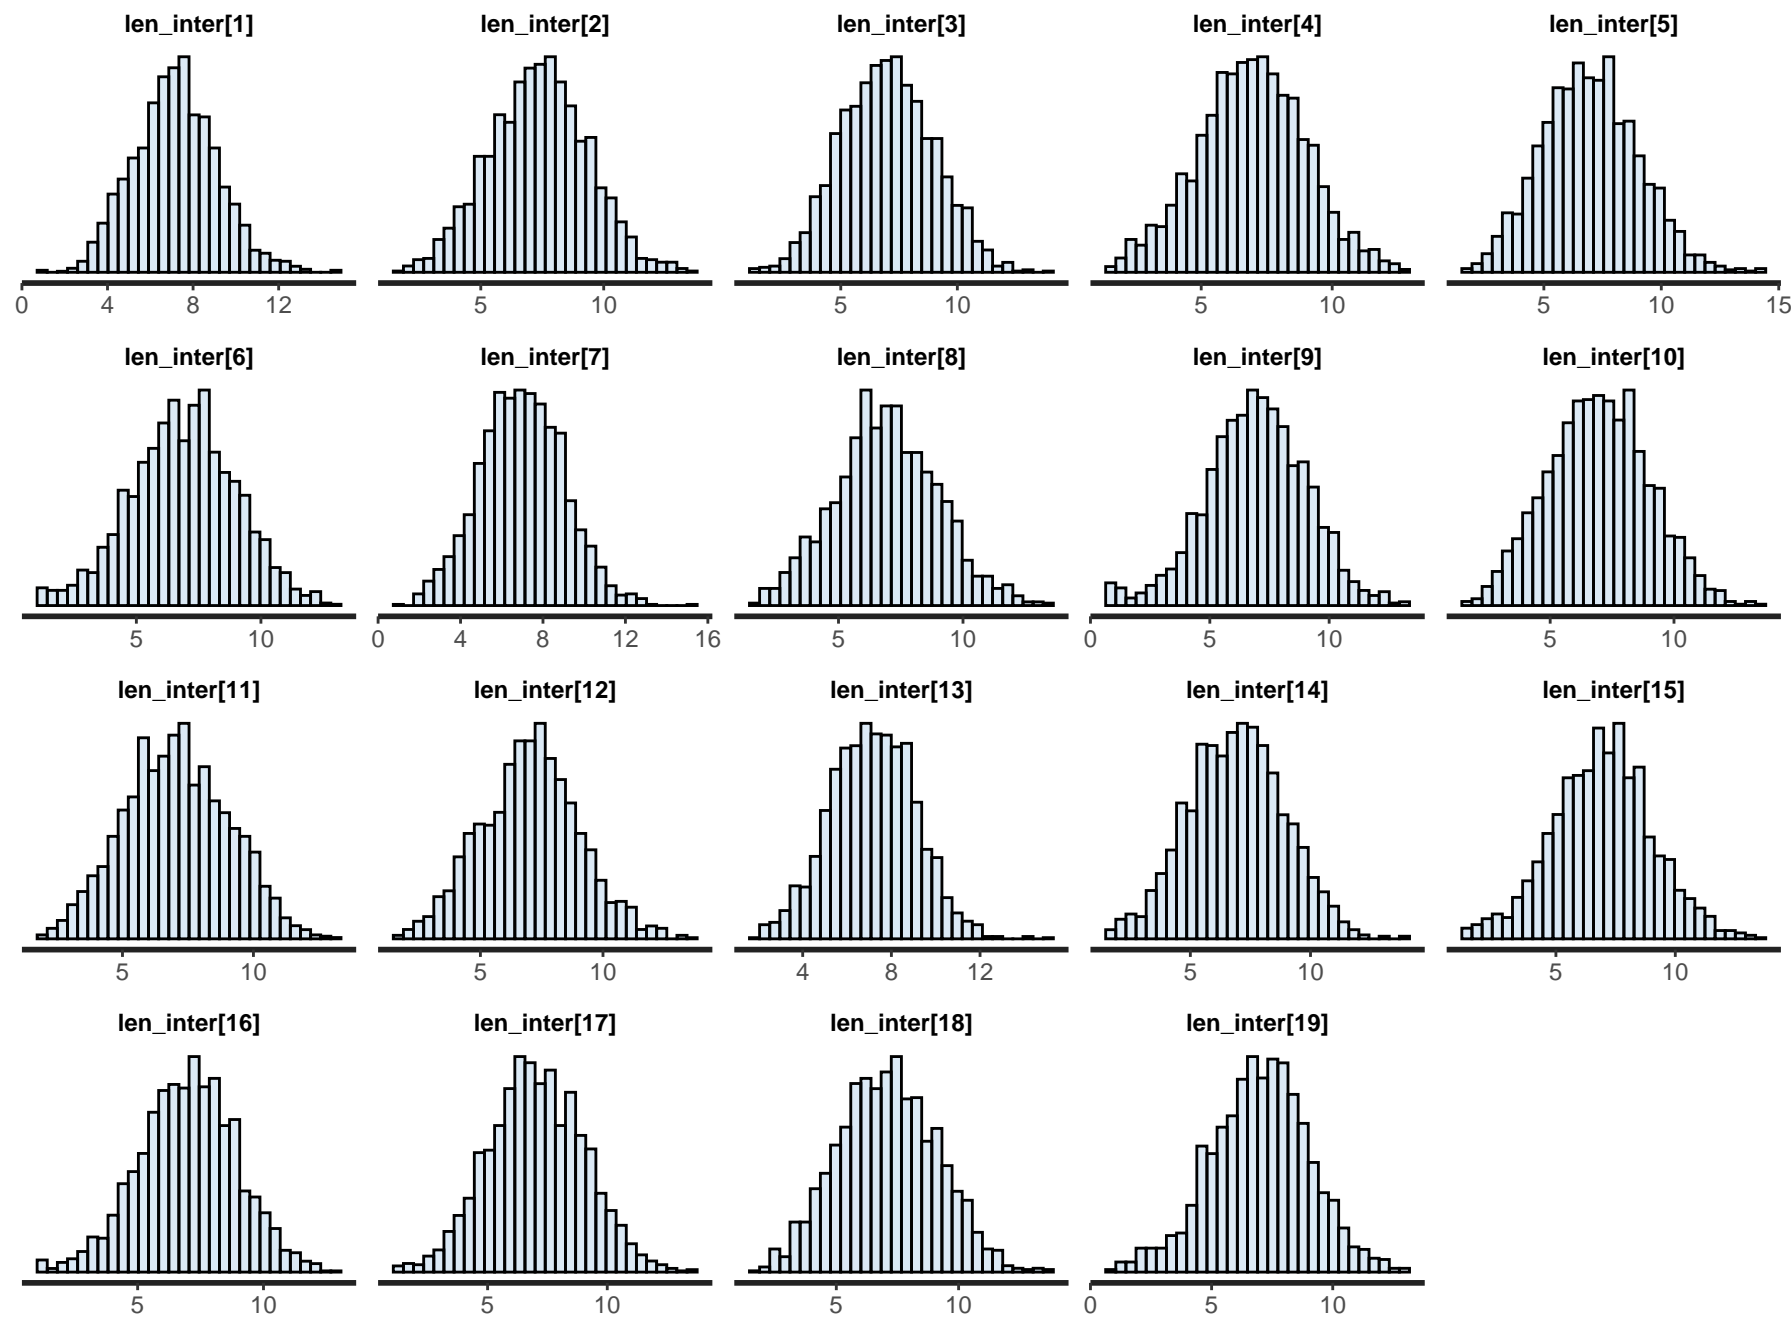 len_inter[1] len_inter[2] len_inter[3] len_inter[4] len_inter[5]
0 4 8 12 5 10 5 10 5 10 5 10 15
len_inter[6] len_inter[7] len_inter[8] len_inter[9] len_inter[10]
5 10 0 4 8 12 16 5 10 0 5 10 5 10
len_inter[11] len_inter[12] len_inter[13] len_inter[14] len_inter[15]
5 10 5 10 4 8 12 5 10 5 10
len_inter[16] len_inter[17] len_inter[18] len_inter[19]
5 10 5 10 5 10 0 5 10